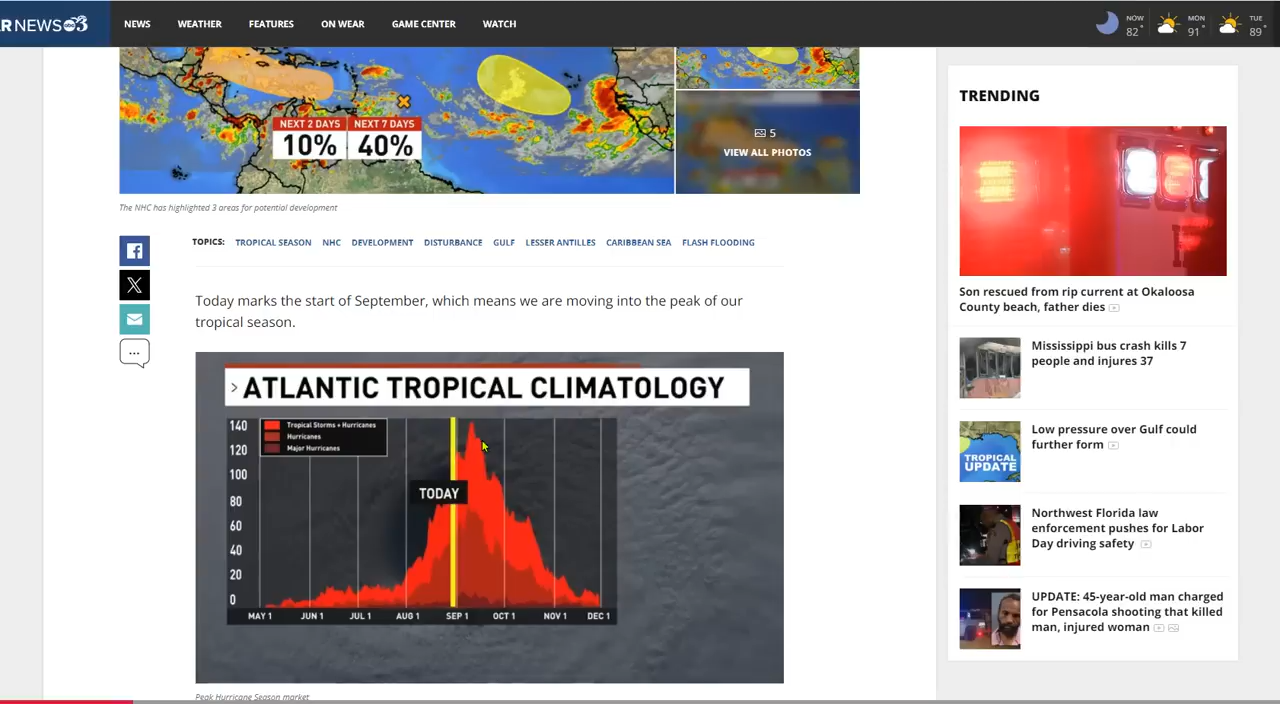 R NEWS abc 3
NEWS
WEATHER
FEATURES
ON WEAR
GAME CENTER
WATCH
NOW
82°
MON
91°
TUE
89°
NEXT 2 DAYS
10%
NEXT 7 DAYS
40%
5
VIEW ALL PHOTOS
The NHC has highlighted 3 areas for potential development
TOPICS: TROPICAL SEASON NHC DEVELOPMENT DISTURBANCE GULF LESSER ANTILLES CARIBBEAN SEA FLASH FLOODING
Today marks the start of September, which means we are moving into the peak of our
tropical season.
> ATLANTIC TROPICAL CLIMATOLOGY
Tropical Storms + Hurricanes
Hurricanes
Major Hurricanes
140
120
100
80
60
40
20
0
TODAY
MAY 1
JUN 1
JUL 1
AUG 1
SEP 1
OCT 1
NOV 1
DEC 1
Peak Hurricane Season market
TRENDING
Son rescued from rip current at Okaloosa
County beach, father dies
Mississippi bus crash kills 7
people and injures 37
TROPICAL
UPDATE
Low pressure over Gulf could
further form
Northwest Florida law
enforcement pushes for Labor
Day driving safety
UPDATE: 45-year-old man charged
for Pensacola shooting that killed
man, injured woman